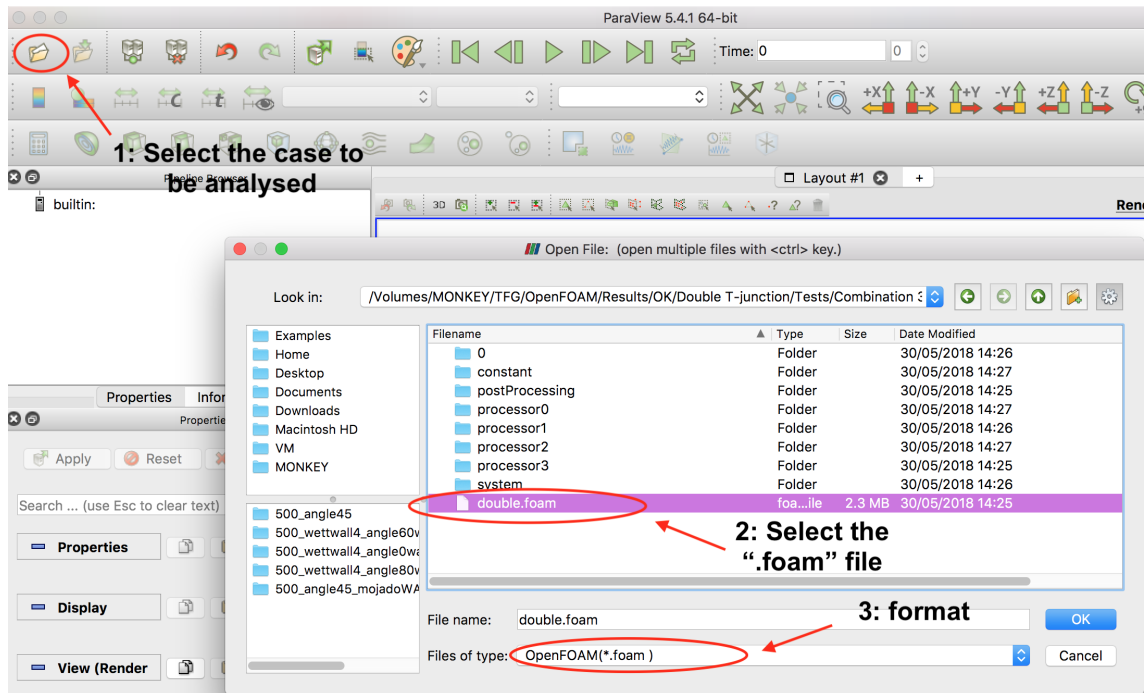 ParaView 5.4.1 64-bit
Time: 0
0
+X
-X
+Y
-Y
+Z
-Z
1: Select the case to
be analysed
Pipeline Browser
Layout #1
+
builtin:
3D
Open File: (open multiple files with <ctrl> key.)
Look in:
/Volumes/MONKEY/TFG/OpenFOAM/Results/OK/Double T-junction/Tests/Combination
Examples
Home
Desktop
Documents
Downloads
Macintosh HD
VM
MONKEY
Filename Type Size Date Modified
0 Folder 30/05/2018 14:26
constant Folder 30/05/2018 14:27
postProcessing Folder 30/05/2018 14:25
processor0 Folder 30/05/2018 14:27
processor1 Folder 30/05/2018 14:26
processor2 Folder 30/05/2018 14:27
processor3 Folder 30/05/2018 14:25
system Folder 30/05/2018 14:26
double.foam foa...ile 2.3 MB 30/05/2018 14:25
Properties
Apply
Reset
Search ... (use Esc to clear text)
Properties
Display
View (Render
500_angle45
500_wettwall4_angle60
500_wettwall4_angle0wa
500_wettwall4_angle80
500_angle45_mojadoWA
2: Select the
“.foam” file
3: format
File name:
double.foam
OK
Files of type:
OpenFOAM(*.foam )
Cancel